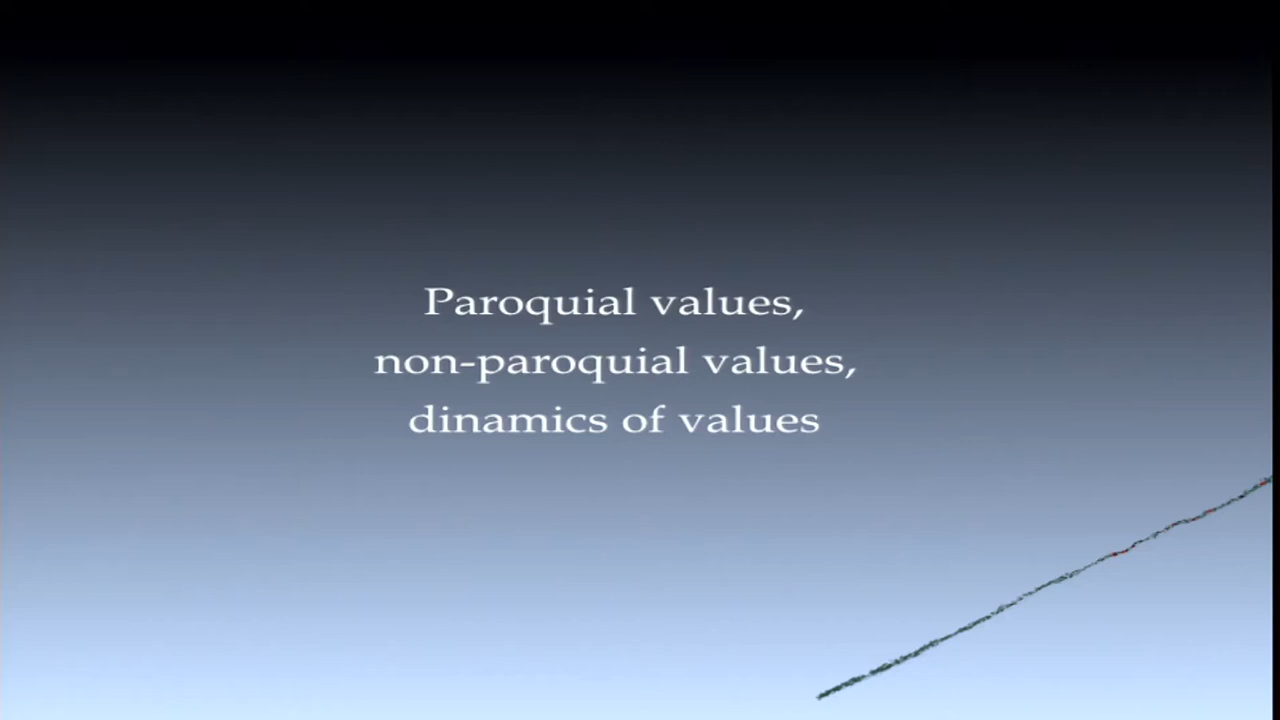 Paroquial values,
non-paroquial values,
dinamics of values